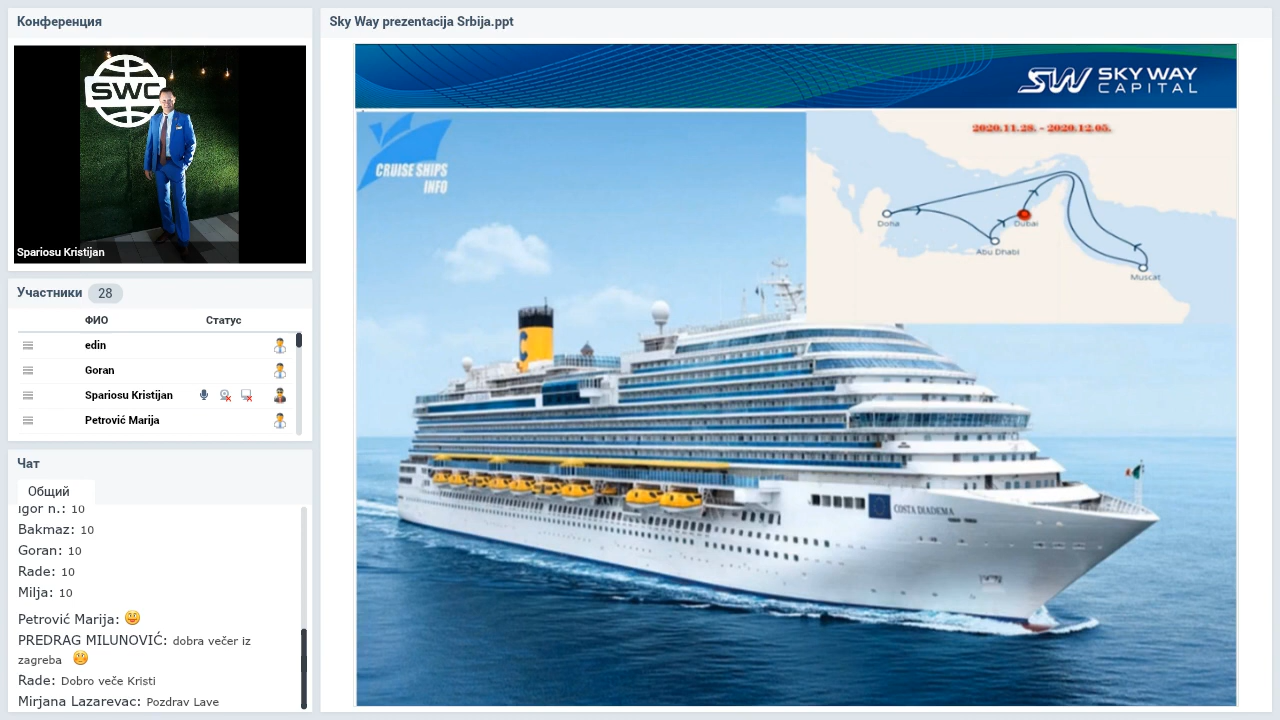 Конференция
SWC
Spariosu Kristijan
Участники 28
ФИО Статус
edin
Goran
Spariosu Kristijan
Petrović Marija
Чат
Общий
igor n.: 10
Bakmaz: 10
Goran: 10
Rade: 10
Milja: 10
Petrović Marija:
PREDRAG MILUNOVIĆ: dobra večer iz
zagreba
Rade: Dobro veče Kristi
Mirjana Lazarevac: Pozdrav Lave
Sky Way prezentacija Srbija.ppt
SW SKY WAY
CAPITAL
CRUISE SHIPS
INFO
2020.11.28. - 2020.12.05.
Doha
Dubai
Abu Dhabi
Muscat
COSTA DIADEMA